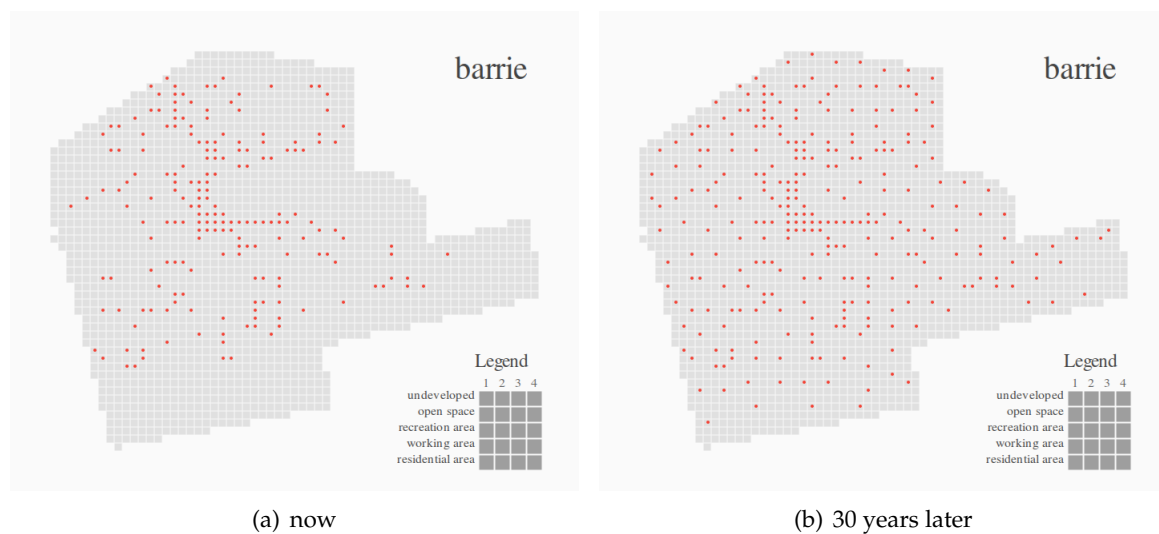 barrie
Legend
1 2 3 4
undeveloped
open space
recreation area
working area
residential area
(a) now
barrie
Legend
1 2 3 4
undeveloped
open space
recreation area
working area
residential area
(b) 30 years later